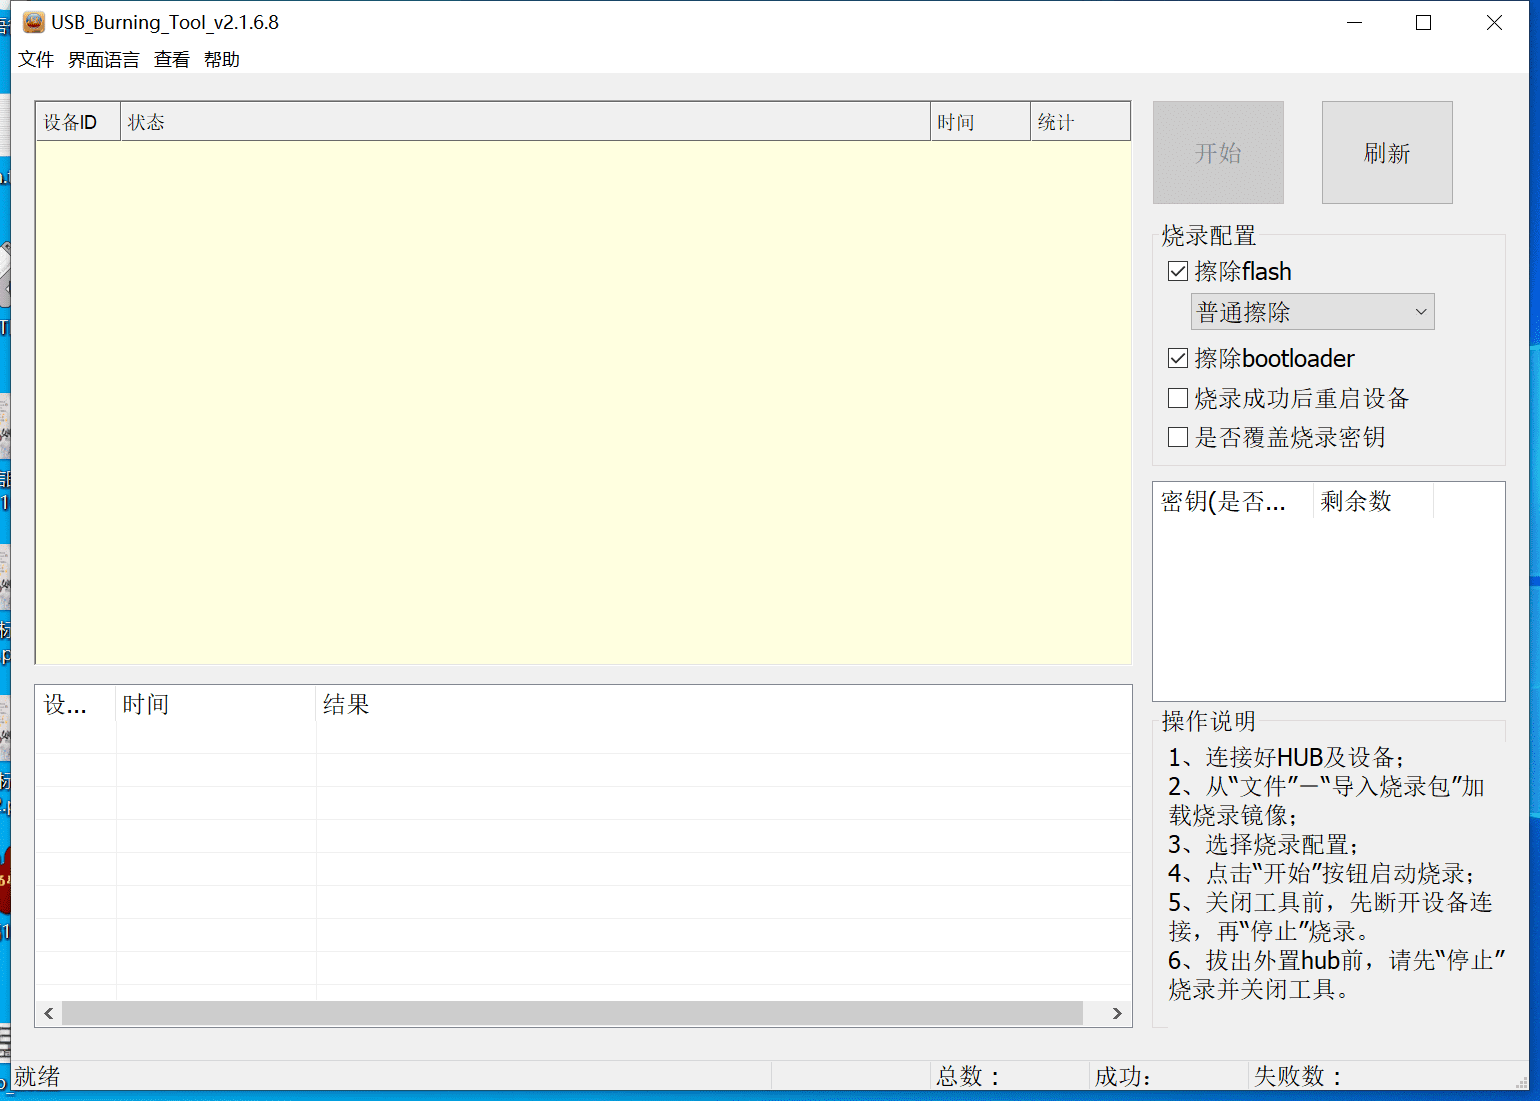 USB_Burning_Tool_v2.1.6.8
文件 界面语言 查看 帮助
设备ID 状态 时间 统计
开始 刷新
烧录配置
擦除flash
普通擦除
擦除bootloader
烧录成功后重启设备
是否覆盖烧录密钥
密钥(是否... 剩余数
设... 时间 结果
操作说明
1、连接好HUB及设备;
2、从“文件”—“导入烧录包”加
载烧录镜像;
3、选择烧录配置;
4、点击“开始”按钮启动烧录;
5、关闭工具前，先断开设备连
接，再“停止”烧录。
6、拔出外置hub前，请先“停止”
烧录并关闭工具。
就绪 总数： 成功: 失败数：